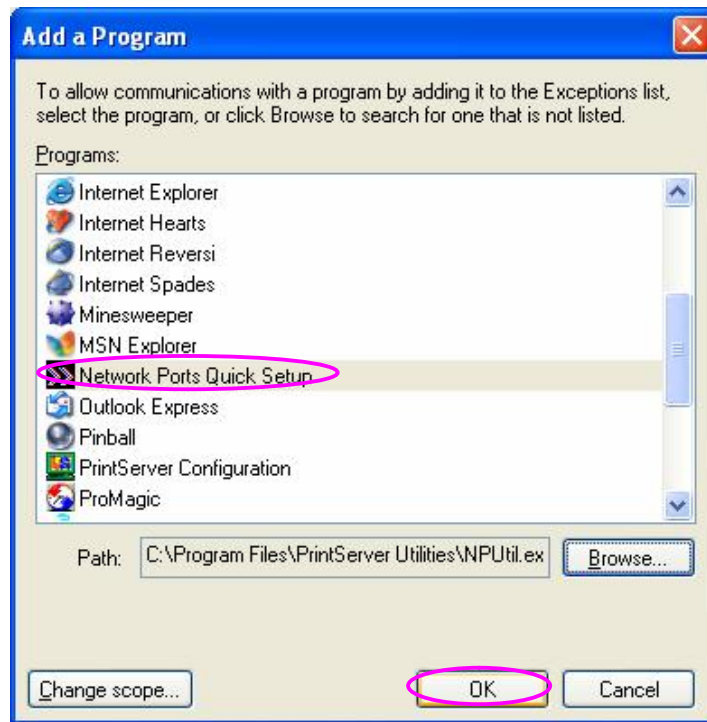 Add a Program
To allow communications with a program by adding it to the Exceptions list,
select the program, or click Browse to search for one that is not listed.
Programs:
Internet Explorer
Internet Hearts
Internet Reversi
Internet Spades
Minesweeper
MSN Explorer
Network Ports Quick Setup
Outlook Express
Pinball
PrintServer Configuration
ProMagic
Path: C:\Program Files\PrintServer Utilities\NPUtil.ex Browse...
Change scope... OK Cancel